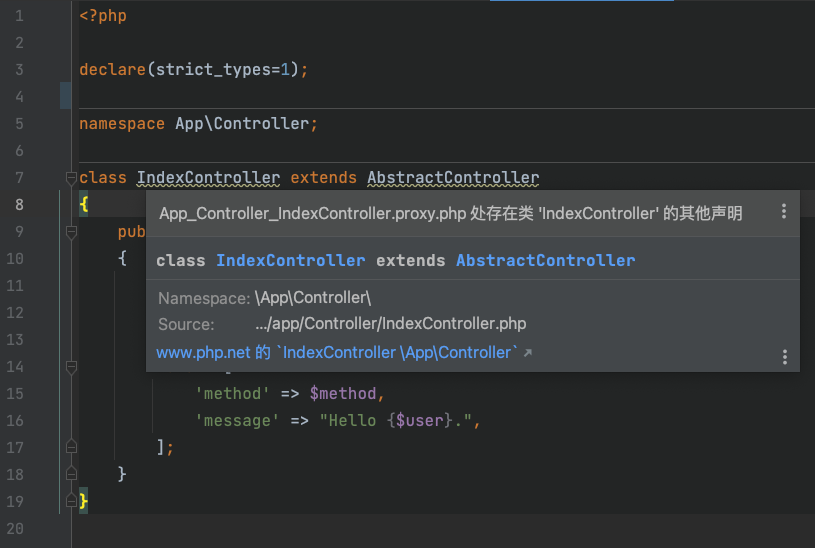 1 <?php
2
3 declare(strict_types=1);
4
5 namespace App\Controller;
6
7 class IndexController extends AbstractController
8 {
App_Controller_IndexController.proxy.php 处存在类 'IndexController' 的其他声明
9 pub
class IndexController extends AbstractController
10 {
11
Namespace: \App\Controller\
12
Source: .../app/Controller/IndexController.php
13
www.php.net 的 `IndexController \App\Controller` ↗
14
15 'method' => $method,
16 'message' => "Hello {$user}.",
17 ];
18 }
19 }
20